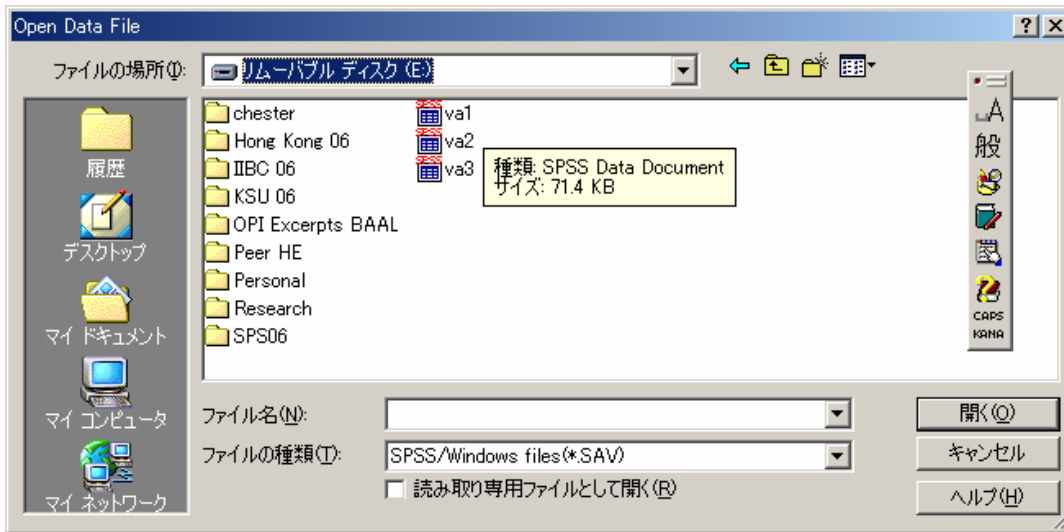 Open Data File
ファイルの場所(I):
リムーバブル ディスク (E:)
履歴
デスクトップ
マイ ドキュメント
マイ コンピュータ
マイ ネットワーク
chester
Hong Kong 06
IIBC 06
KSU 06
OPI Excerpts BAAL
Peer HE
Personal
Research
SPS06
va1
va2
va3
種類: SPSS Data Document
サイズ: 71.4 KB
A
般
CAPS
KANA
ファイル名(N):
ファイルの種類(T):
SPSS/Windows files(*.SAV)
読み取り専用ファイルとして開く(R)
開く(O)
キャンセル
ヘルプ(H)